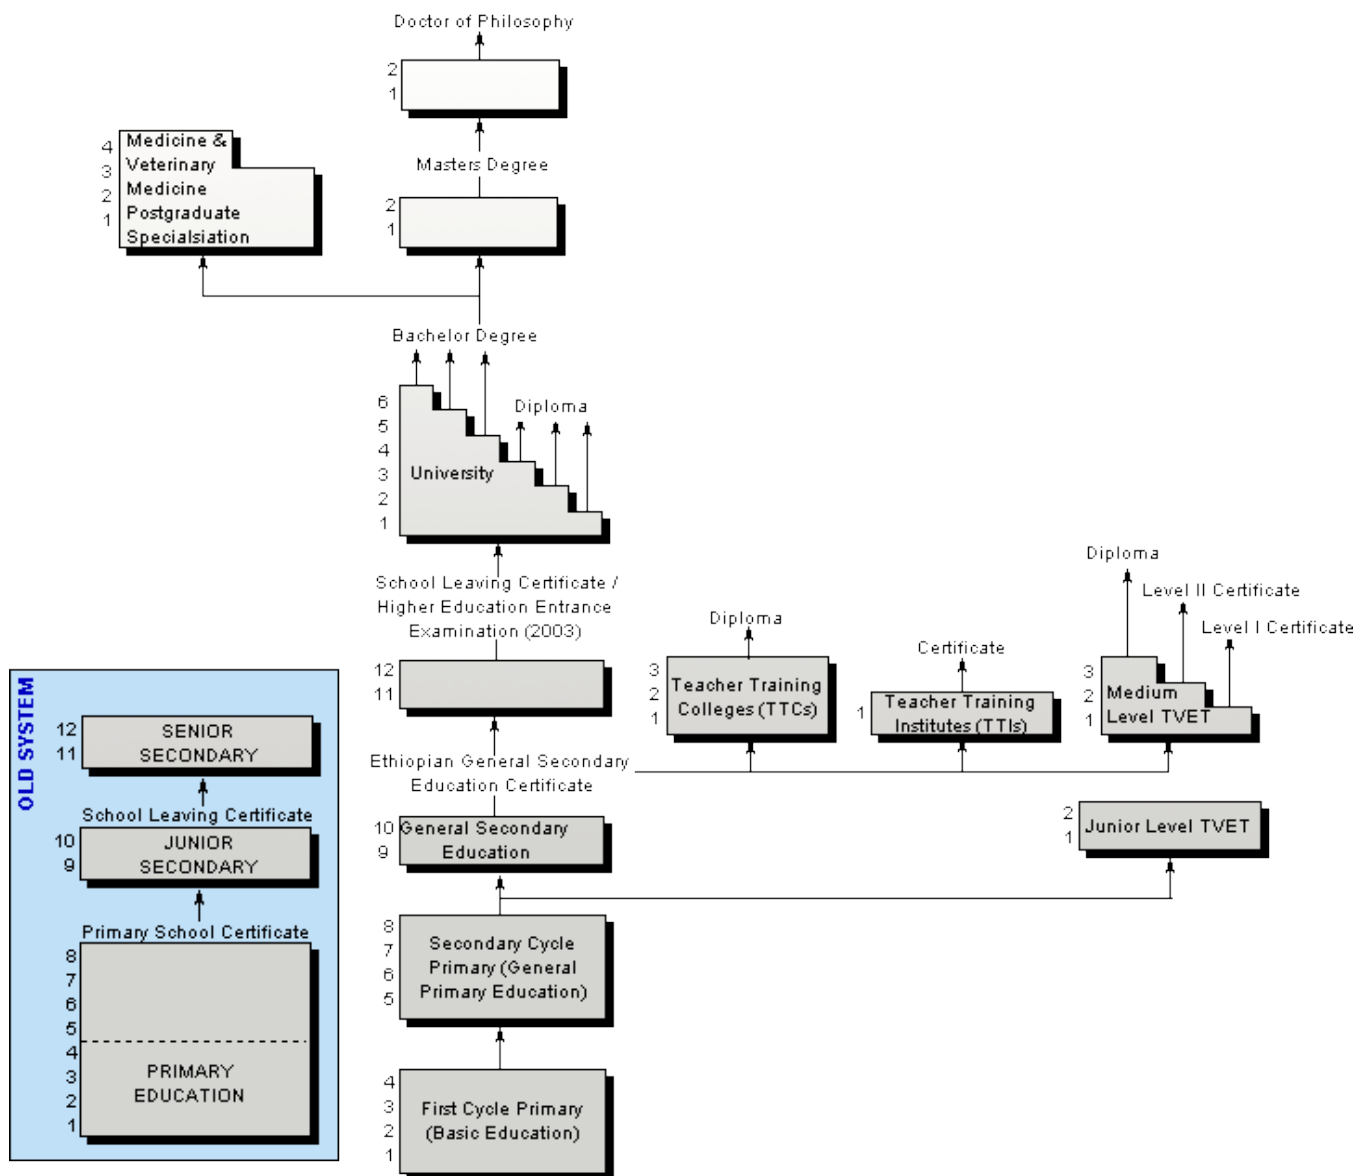 Doctor of Philosophy
2
1
Masters Degree
4
3
2
1
Medicine &
Veterinary
Medicine
Postgraduate
Specialsiation
2
1
Bachelor Degree
6
5
4
3
2
1
Diploma
University
School Leaving Certificate /
Higher Education Entrance
Examination (2003)
12
11
Diploma
3
2
1
Teacher Training
Colleges (TTCs)
Certificate
1
Teacher Training
Institutes (TTIs)
Diploma
Level II Certificate
Level I Certificate
3
2
1
Medium
Level TVET
Ethiopian General Secondary
Education Certificate
10
9
General Secondary
Education
2
1
Junior Level TVET
8
7
6
5
Secondary Cycle
Primary (General
Primary Education)
4
3
2
1
First Cycle Primary
(Basic Education)
OLD SYSTEM
12
11
SENIOR
SECONDARY
School Leaving Certificate
10
9
JUNIOR
SECONDARY
Primary School Certificate
8
7
6
5
4
3
2
1
PRIMARY
EDUCATION